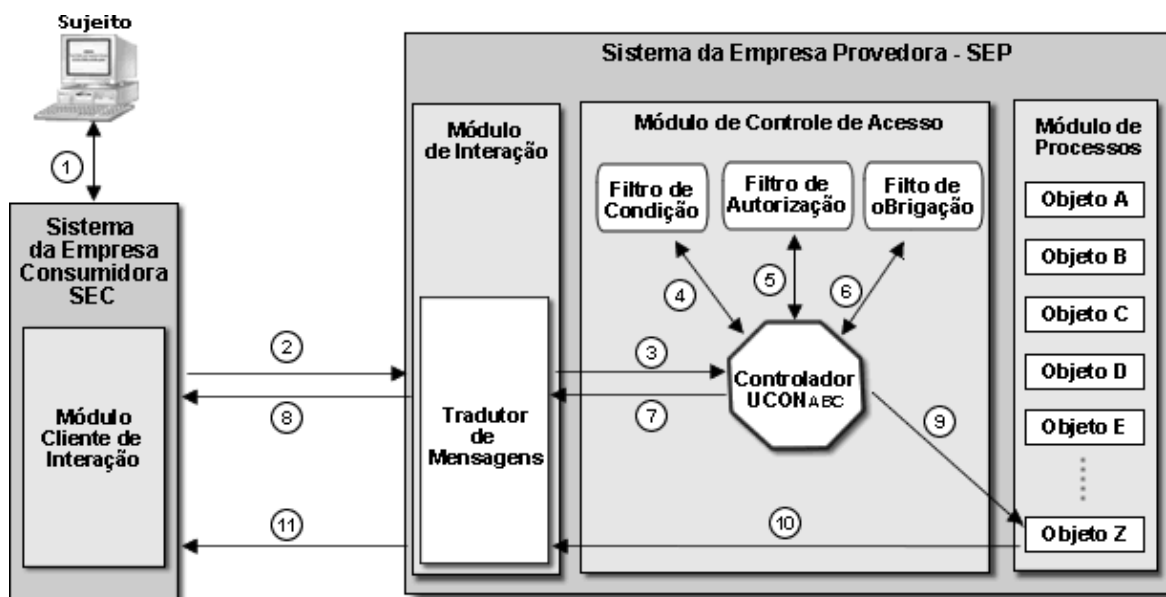 Sujeito
1
Sistema da Empresa Provedora - SEP
Módulo
de Interação
Módulo de Controle de Acesso
Módulo de
Processos
Filtro de
Condição
Filtro de
Autorização
Filto de
oBrigação
Objeto A
Objeto B
Objeto C
Objeto D
Objeto E
Objeto Z
Sistema
da Empresa
Consumidora
SEC
Módulo
Cliente de
Interação
2
8
11
Tradutor
de
Mensagens
3
7
4
5
6
Controlador
UCONABC
9
10